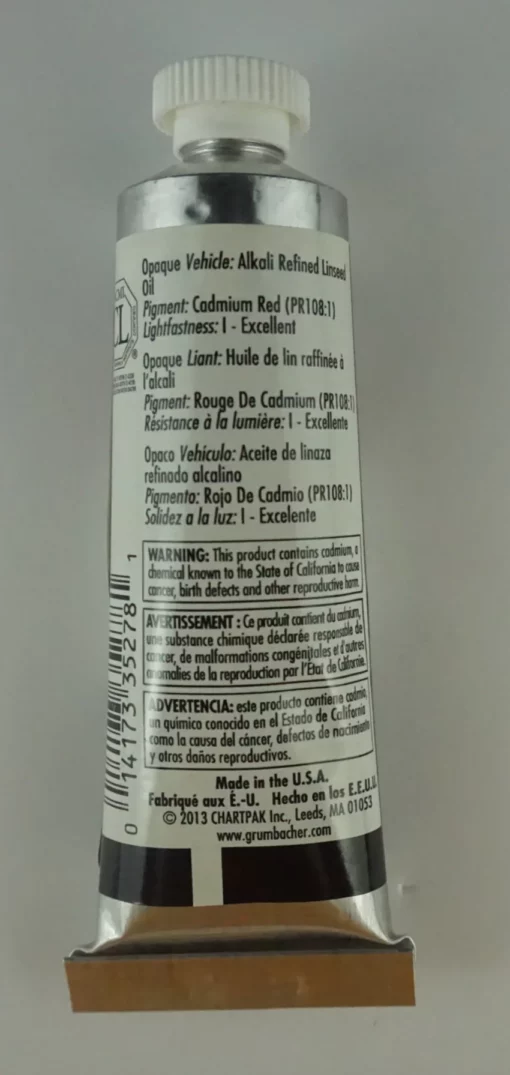 Opaque Vehicle: Alkali Refined Linseed
Oil
Pigment: Cadmium Red (PR108:1)
Lightfastness: I - Excellent
Opaque Liant: Huile de lin raffinée à
l'alcali
Pigment: Rouge De Cadmium (PR108:1)
Résistance à la lumière: I - Excellente
Opaco Vehículo: Aceite de linaza
refinado alcalino
Pigmento: Rojo De Cadmio (PR108:1)
Solidez a la luz: I - Excelente
WARNING: This product contains cadmium, a
chemical known to the State of California to cause
cancer, birth defects and other reproductive harm.
AVERTISSEMENT : Ce produit contient du cadmium,
une substance chimique déclarée responsable de
cancer, de malformations congénitales et d'autres
anomalies de la reproduction par l'État de Californie.
ADVERTENCIA: este producto contiene cadmio,
un químico conocido en el Estado de California
como la causa del cáncer, defectos de nacimiento
y otros daños reproductivos.
Made in the U.S.A.
Fabriqué aux É.-U. Hecho en los E.E.U.U.
© 2013 CHARTPAK Inc., Leeds, MA 01053
www.grumbacher.com
0 14173 35278 1